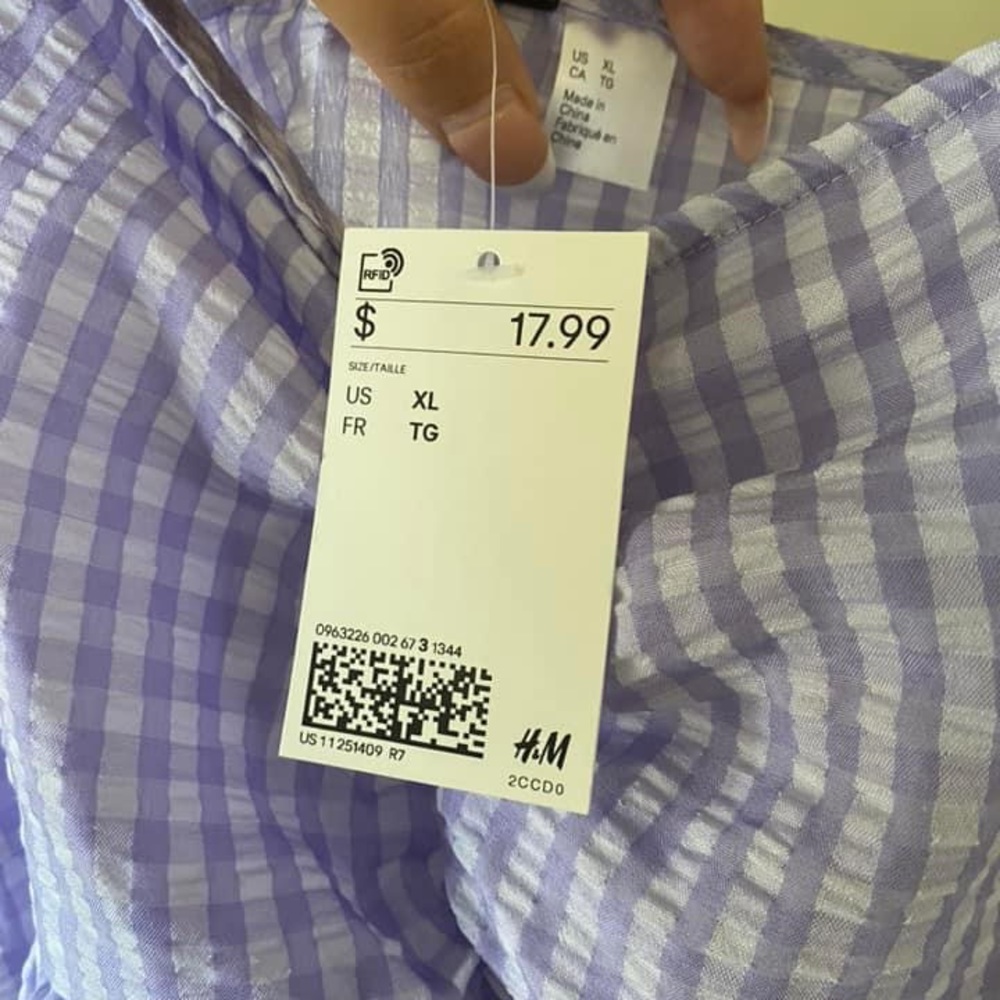 US XL
CA TG
Made in
China
Fabriqué en
China
RFID
$ 17.99
SIZE/TAILLE
US XL
FR TG
0963226 002 67 3 1344
US 11251409 R7
H&M
2CCD0